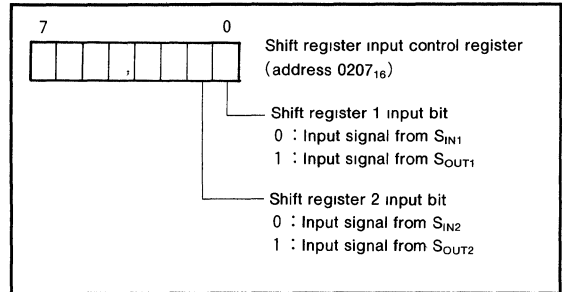 7 0
Shift register input control register
(address 0207₁₆)
Shift register 1 input bit
0 : Input signal from S_IN1
1 : Input signal from S_OUT1
Shift register 2 input bit
0 : Input signal from S_IN2
1 : Input signal from S_OUT2